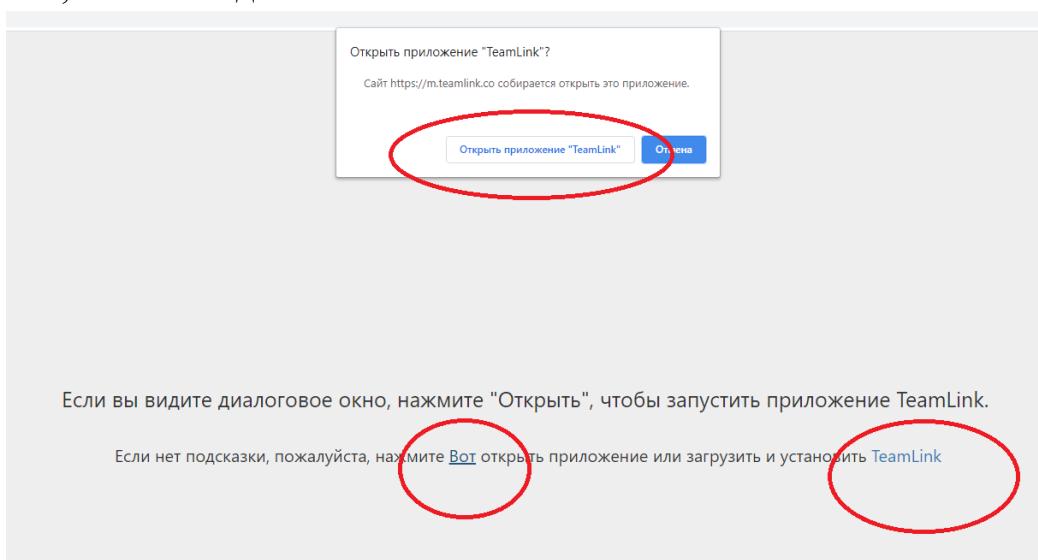 Открыть приложение "TeamLink"?
Сайт https://m.teamlink.co собирается открыть это приложение.
Открыть приложение "TeamLink" Отмена
Если вы видите диалоговое окно, нажмите "Открыть", чтобы запустить приложение TeamLink.
Если нет подсказки, пожалуйста, нажмите Вот открыть приложение или загрузить и установить TeamLink